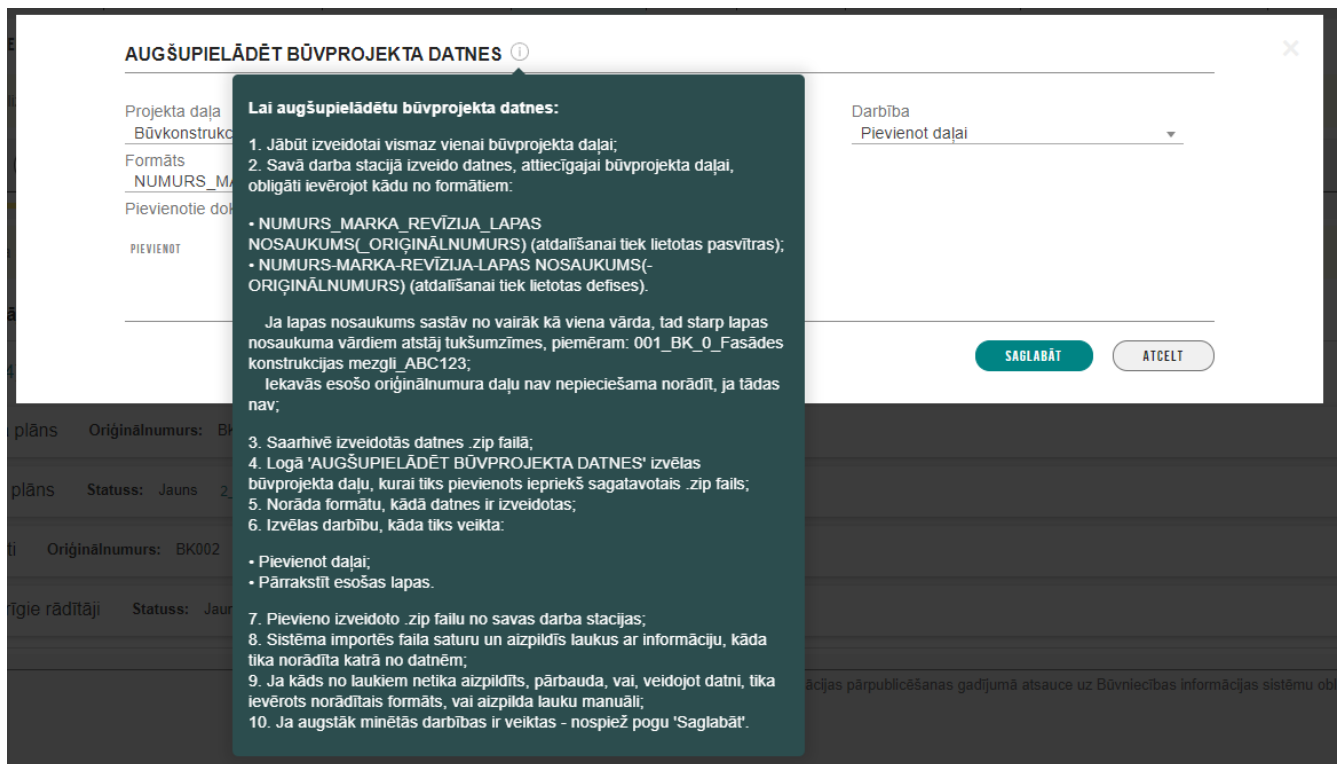 AUGŠUPIELĀDĒT BŪVPROJEKTA DATNES
Projekta daļa
Darbība
Pievienot daļai
Formāts
Pievienotie
PIEVIENOT
Lai augšupielādētu būvprojekta datnes:
1. Jābūt izveidotai vismaz vienai būvprojekta daļai;
2. Savā darba stacijā izveido datnes, attiecīgajai būvprojekta daļai,
obligāti ievērojot kādu no formātiem:
• NUMURS_MARKA_REVĪZIJA_LAPAS
NOSAUKUMS(_ORIĢINĀLNUMURS) (atdalīšanai tiek lietotas pasvītras);
• NUMURS-MARKA-REVĪZIJA-LAPAS NOSAUKUMS(-
ORIĢINĀLNUMURS) (atdalīšanai tiek lietotas defises).
Ja lapas nosaukums sastāv no vairāk kā viena vārda, tad starp lapas
nosaukuma vārdiem atstāj tukšumzīmes, piemēram: 001_BK_0_Fasādes
konstrukcijas mezgli_ABC123;
Iekavās esošo oriģinālnumura daļu nav nepieciešama norādīt, ja tādas
nav;
3. Saarhivē izveidotās datnes .zip failā;
4. Logā 'AUGŠUPIELĀDĒT BŪVPROJEKTA DATNES' izvēlas
būvprojekta daļu, kurai tiks pievienots iepriekš sagatavotais .zip fails;
5. Norāda formātu, kādā datnes ir izveidotas;
6. Izvēlas darbību, kāda tiks veikta:
• Pievienot daļai;
• Pārrakstīt esošas lapas.
7. Pievieno izveidoto .zip failu no savas darba stacijas;
8. Sistēma importēs faila saturu un aizpildīs laukus ar informāciju, kāda
tika norādīta katrā no datnēm;
9. Ja kāds no laukiem netika aizpildīts, pārbauda, vai, veidojot datni, tika
ievērots norādītais formāts, vai aizpilda lauku manuāli;
10. Ja augstāk minētās darbības ir veiktas - nospiež pogu 'Saglabāt'.
SAGLABĀT
ATCELT
plāns Oriģinālnumurs:
plāns Statuss: Jauns
Oriģinālnumurs: BK002
rādītāji Statuss:
pārpublicēšanas gadījumā atsauce uz Būvniecības informācijas sistēmu